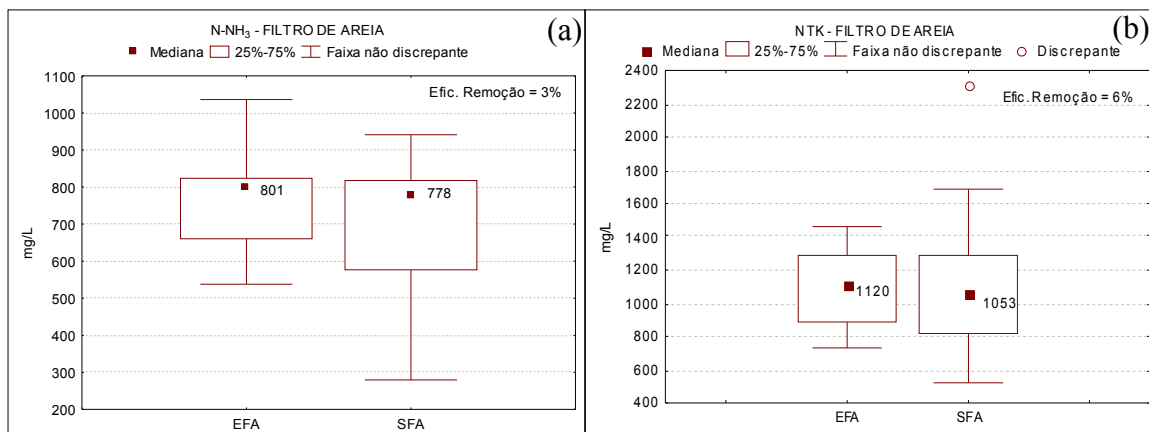 N-NH₃ - FILTRO DE AREIA
(a)
Mediana 25%-75% Faixa não discrepante
Efic. Remoção = 3%
1100
1000
900
800
700
600
500
400
300
200
mg/L
801
778
EFA SFA
NTK - FILTRO DE AREIA
(b)
Mediana 25%-75% Faixa não discrepante Discrepante
Efic. Remoção = 6%
2400
2200
2000
1800
1600
1400
1200
1000
800
600
400
mg/L
1120
1053
EFA SFA